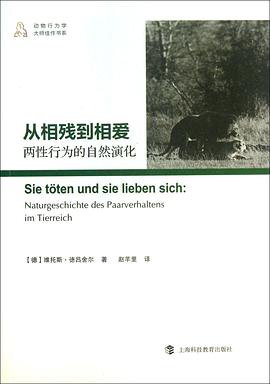 动物行为学
大师佳作书系
从相残到相爱
两性行为的自然演化
Sie töten und sie lieben sich:
Naturgeschichte des Paarverhaltens
im Tierreich
【德】维托斯·德吕舍尔 著 赵芊里 译
上海科技教育出版社